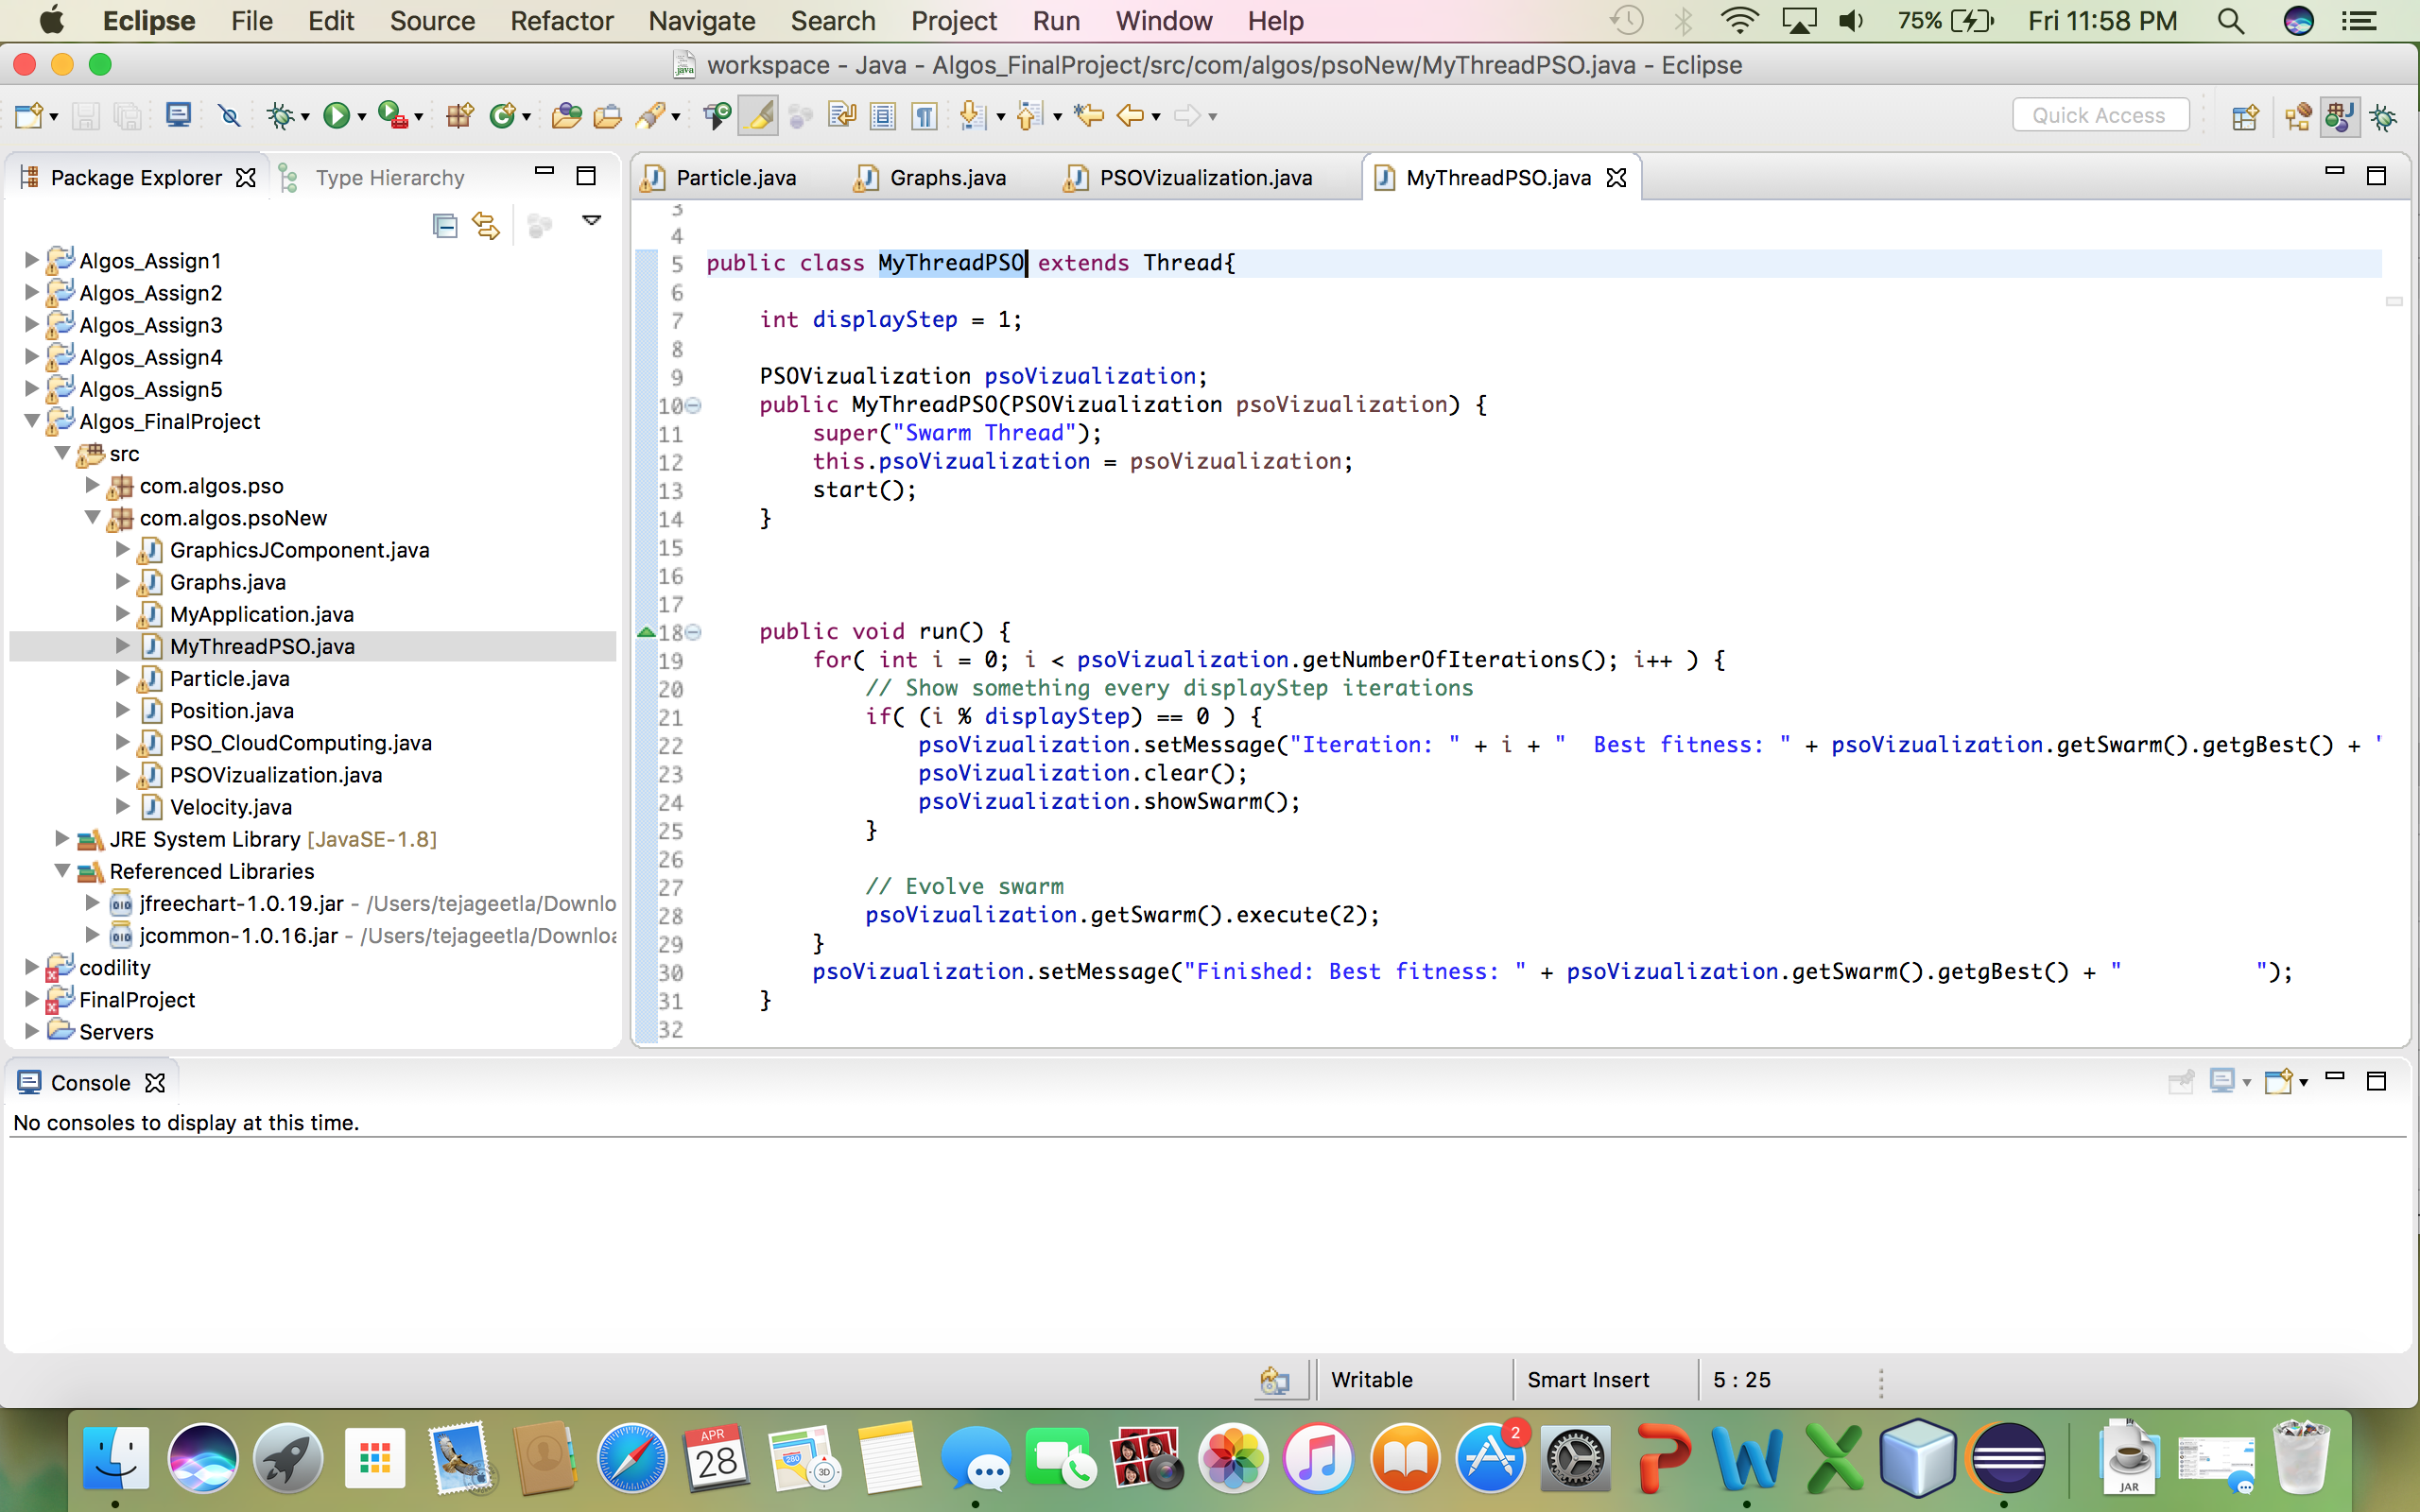 Eclipse File Edit Source Refactor Navigate Search Project Run Window Help 75% Fri 11:58 PM
workspace - Java - Algos_FinalProject/src/com/algos/psoNew/MyThreadPSO.java - Eclipse
Quick Access
Package Explorer Type Hierarchy
Algos_Assign1
Algos_Assign2
Algos_Assign3
Algos_Assign4
Algos_Assign5
Algos_FinalProject
src
com.algos.pso
com.algos.psoNew
GraphicsJComponent.java
Graphs.java
MyApplication.java
MyThreadPSO.java
Particle.java
Position.java
PSO_CloudComputing.java
PSOVizualization.java
Velocity.java
JRE System Library [JavaSE-1.8]
Referenced Libraries
jfreechart-1.0.19.jar - /Users/tejageetla/Downlo
jcommon-1.0.16.jar - /Users/tejageetla/Downloa
codility
FinalProject
Servers
Particle.java Graphs.java PSOVizualization.java MyThreadPSO.java
3
4
5 public class MyThreadPSO extends Thread{
6
7 int displayStep = 1;
8
9 PSOVizualization psoVizualization;
10 public MyThreadPSO(PSOVizualization psoVizualization) {
11 super("Swarm Thread");
12 this.psoVizualization = psoVizualization;
13 start();
14 }
15
16
17
18 public void run() {
19 for( int i = 0; i < psoVizualization.getNumberOfIterations(); i++ ) {
20 // Show something every displayStep iterations
21 if( (i % displayStep) == 0 ) {
22 psoVizualization.setMessage("Iteration: " + i + "  Best fitness: " + psoVizualization.getSwarm().getgBest() + "
23 psoVizualization.clear();
24 psoVizualization.showSwarm();
25 }
26
27 // Evolve swarm
28 psoVizualization.getSwarm().execute(2);
29 }
30 psoVizualization.setMessage("Finished: Best fitness: " + psoVizualization.getSwarm().getgBest() + "          ");
31 }
32
Console
No consoles to display at this time.
Writable Smart Insert 5 : 25
APR
28
280
3D
2
JAR